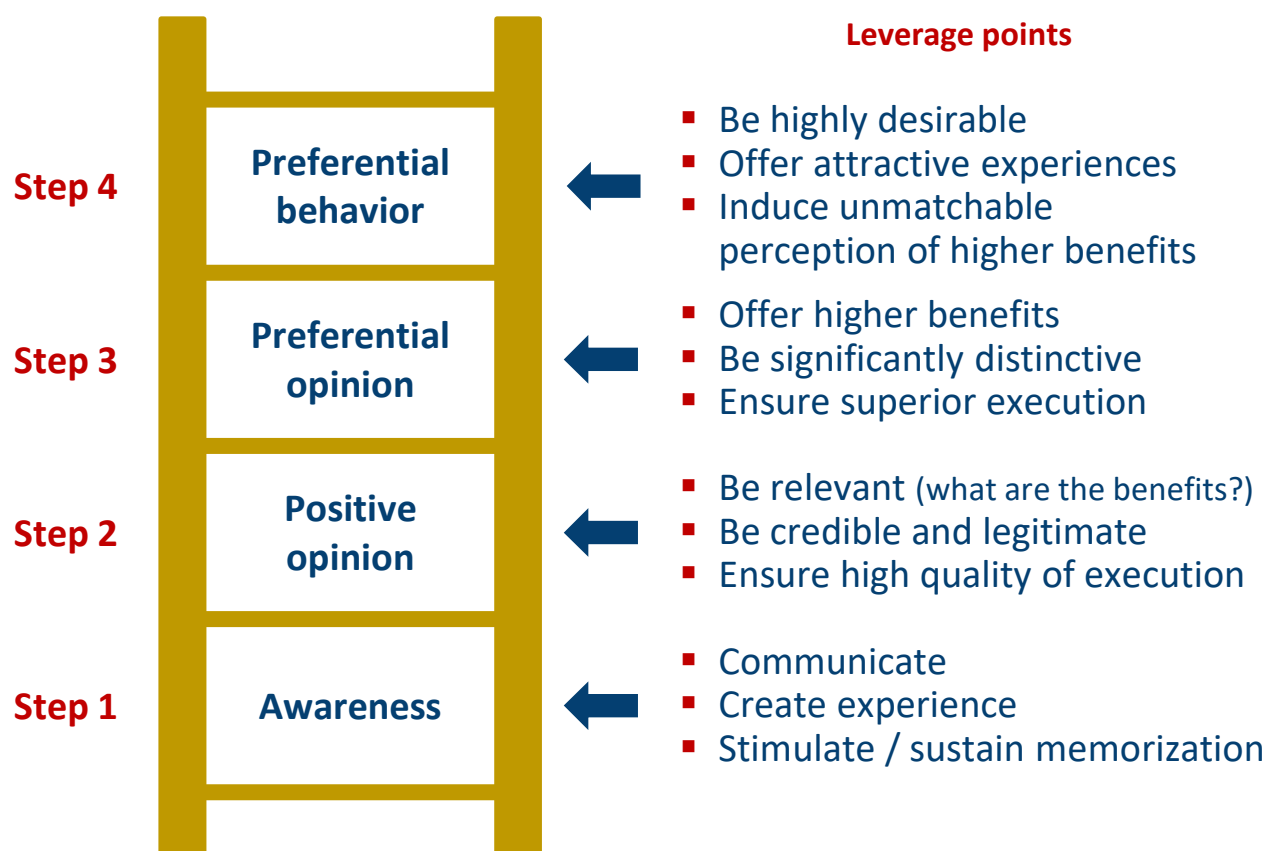 Leverage points
Step 4
Preferential
behavior
▪ Be highly desirable
▪ Offer attractive experiences
▪ Induce unmatchable
perception of higher benefits
Step 3
Preferential
opinion
▪ Offer higher benefits
▪ Be significantly distinctive
▪ Ensure superior execution
Step 2
Positive
opinion
▪ Be relevant (what are the benefits?)
▪ Be credible and legitimate
▪ Ensure high quality of execution
Step 1
Awareness
▪ Communicate
▪ Create experience
▪ Stimulate / sustain memorization